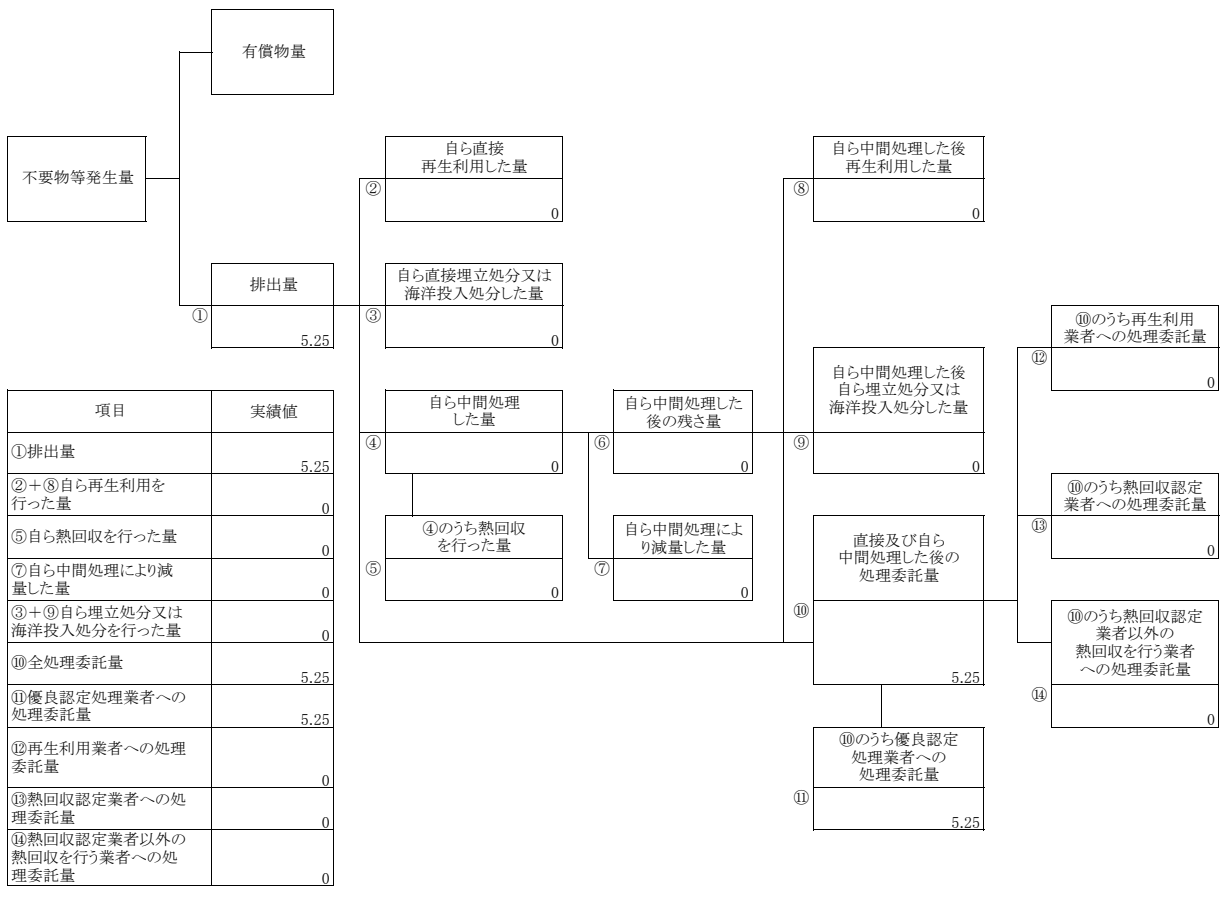 有償物量
不要物等発生量
排出量
①
5.25
自ら直接
再生利用した量
②
0
自ら直接埋立処分又は
海洋投入処分した量
③
0
自ら中間処理
した量
④
0
④のうち熱回収
を行った量
⑤
0
自ら中間処理した
後の残さ量
⑥
0
自ら中間処理によ
り減量した量
⑦
0
自ら中間処理した後
再生利用した量
⑧
0
自ら中間処理した後
自ら埋立処分又は
海洋投入処分した量
⑨
0
直接及び自ら
中間処理した後の
処理委託量
⑩
5.25
⑩のうち優良認定
処理業者への
処理委託量
⑪
5.25
⑩のうち再生利用
業者への処理委託量
⑫
0
⑩のうち熱回収認定
業者への処理委託量
⑬
0
⑩のうち熱回収認定
業者以外の
熱回収を行う業者
への処理委託量
⑭
0
項目 実績値
①排出量
5.25
②+⑧自ら再生利用を
行った量
0
⑤自ら熱回収を行った量
0
⑦自ら中間処理により減
量した量
0
③+⑨自ら埋立処分又は
海洋投入処分を行った量
0
⑩全処理委託量
5.25
⑪優良認定処理業者への
処理委託量
5.25
⑫再生利用業者への処理
委託量
0
⑬熱回収認定業者への処
理委託量
0
⑭熱回収認定業者以外の
熱回収を行う業者への処
理委託量
0